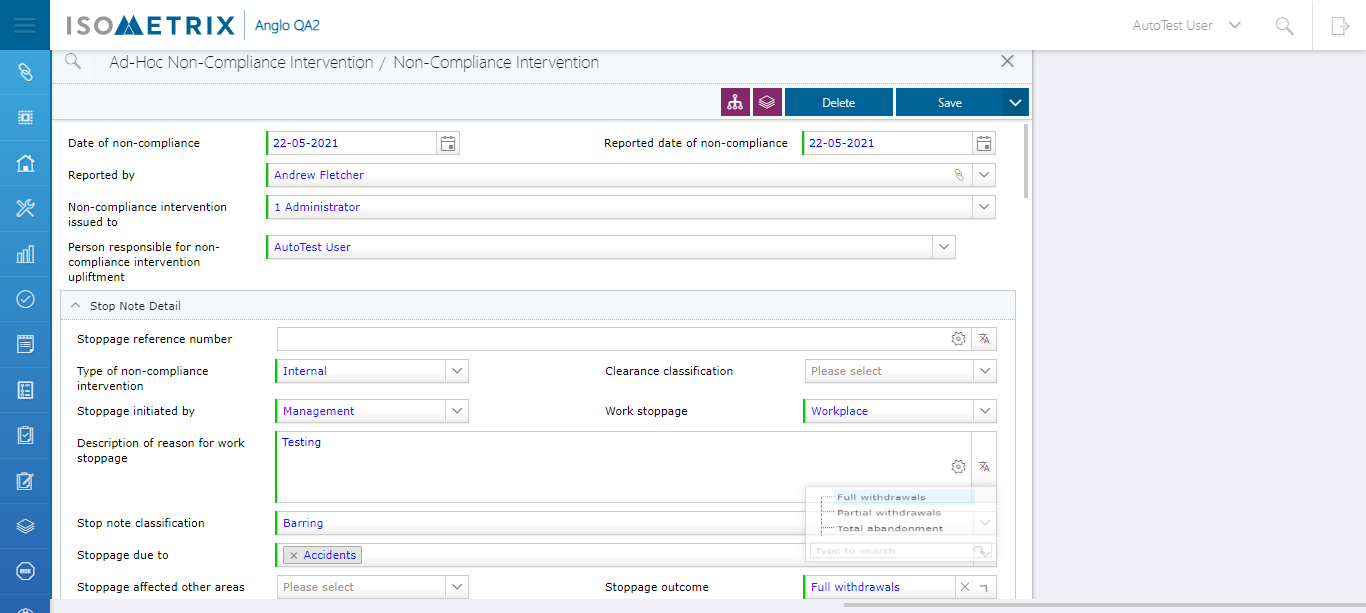 ISOMETRIX Anglo QA2 AutoTest User
Ad-Hoc Non-Compliance Intervention / Non-Compliance Intervention
Delete Save
Date of non-compliance 22-05-2021 Reported date of non-compliance 22-05-2021
Reported by Andrew Fletcher
Non-compliance intervention
issued to
1 Administrator
Person responsible for non-
compliance intervention
upliftment
AutoTest User
Stop Note Detail
Stoppage reference number
Type of non-compliance
intervention
Internal Clearance classification Please select
Stoppage initiated by Management Work stoppage Workplace
Description of reason for work
stoppage
Testing
Full withdrawals
Partial withdrawals
Total abandonment
Type to search
Stop note classification Barring
Stoppage due to × Accidents
Stoppage affected other areas Please select Stoppage outcome Full withdrawals
RISK